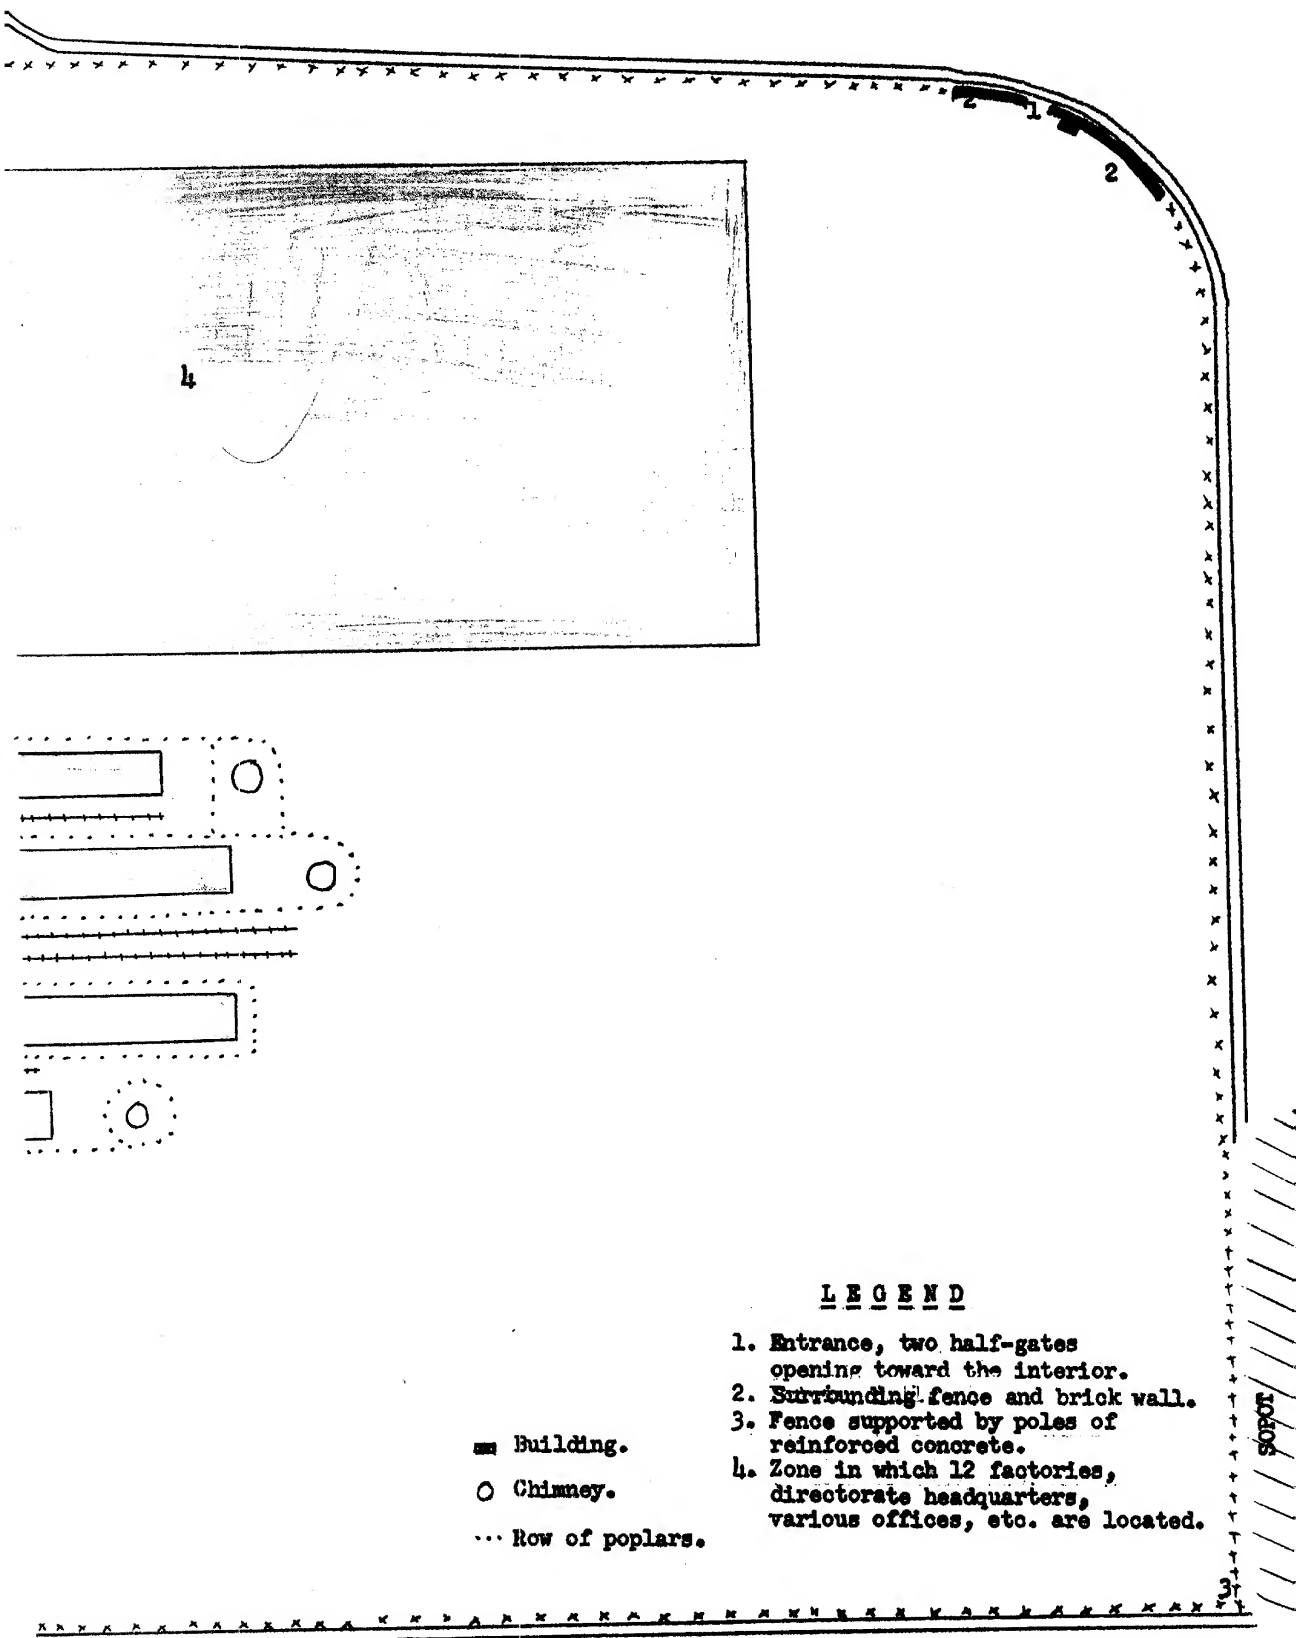 2
1
2
4
L E G E N D
1. Entrance, two half-gates
opening toward the interior.
2. Surrounding fence and brick wall.
3. Fence supported by poles of
reinforced concrete.
4. Zone in which 12 factories,
directorate headquarters,
various offices, etc. are located.
Building.
Chimney.
... Row of poplars.
SOPOT
3